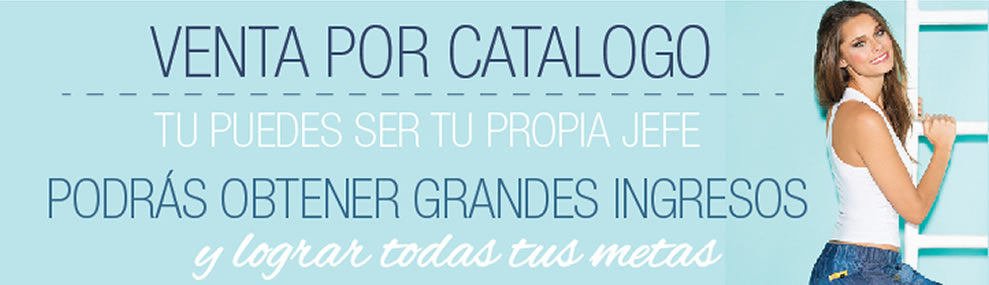 VENTA POR CATALOGO
TU PUEDES SER TU PROPIA JEFE
PODRÁS OBTENER GRANDES INGRESOS
y lograr todas tus metas